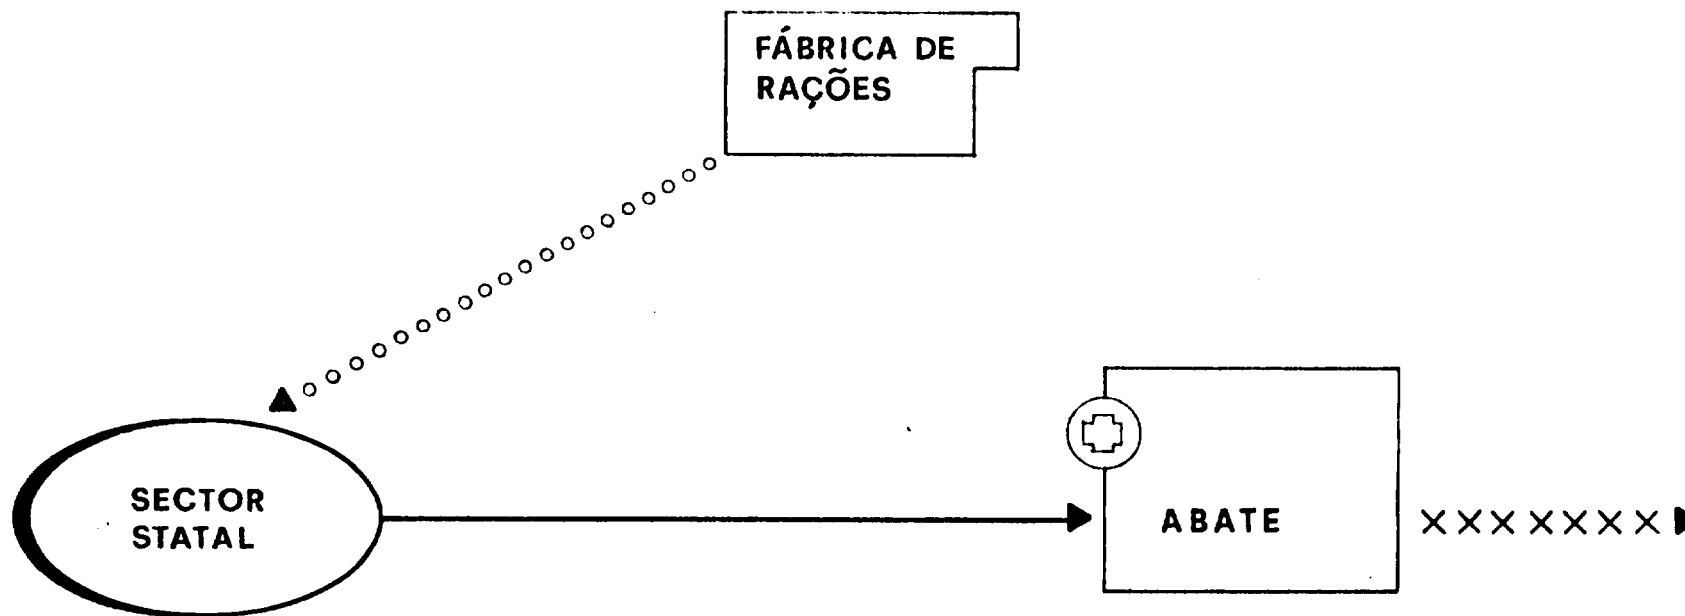 FÁBRICA DE
RAÇÕES
SECTOR
STATAL
ABATE